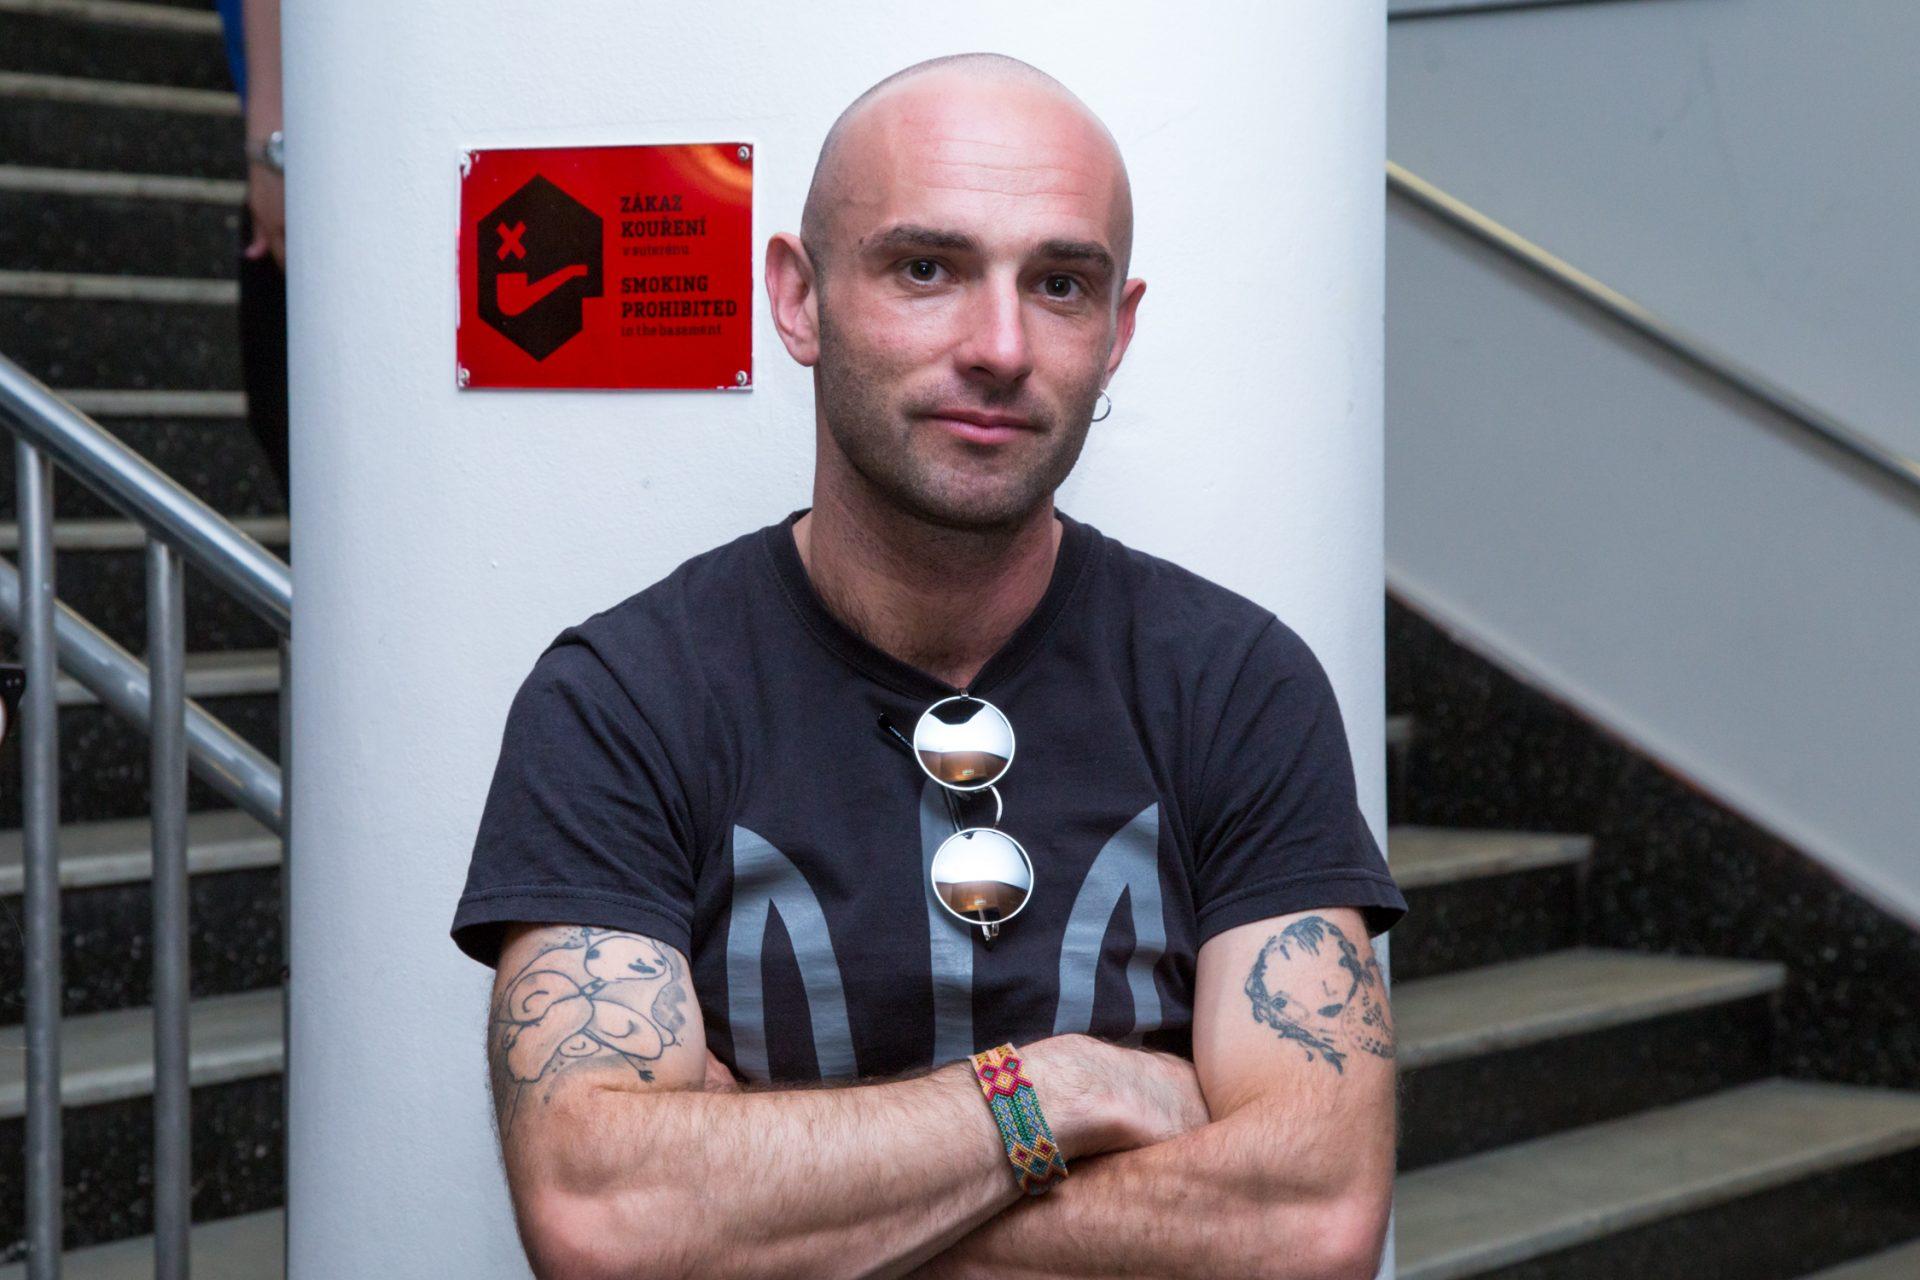 ZÁKAZ
KOUŘENÍ
v suterénu
SMOKING
PROHIBITED
in the basement